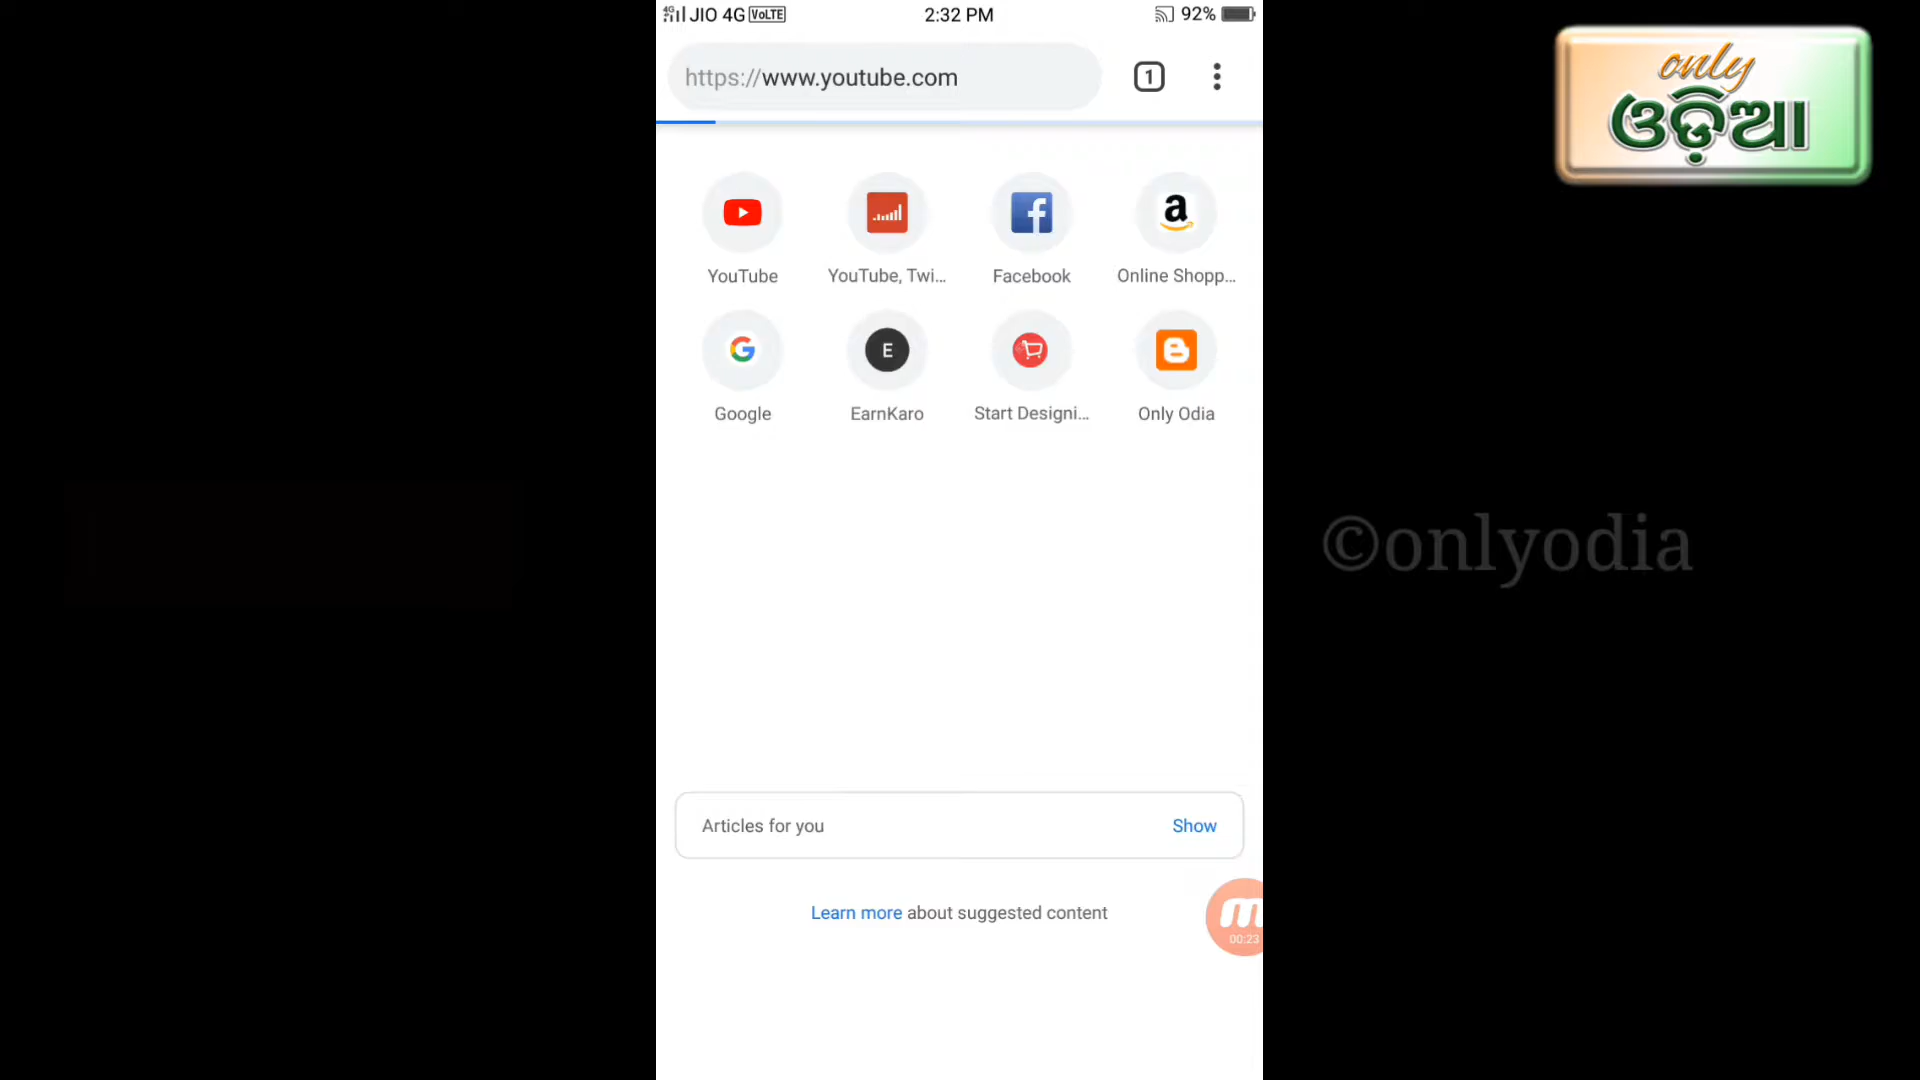 JIO 4G VoLTE 2:32 PM 92%
https://www.youtube.com 1
only
ଓଡ଼ିଆ
YouTube YouTube, Twi... Facebook Online Shopp...
E
Google EarnKaro Start Designi... Only Odia
©onlyodia
Articles for you Show
Learn more about suggested content
00:23